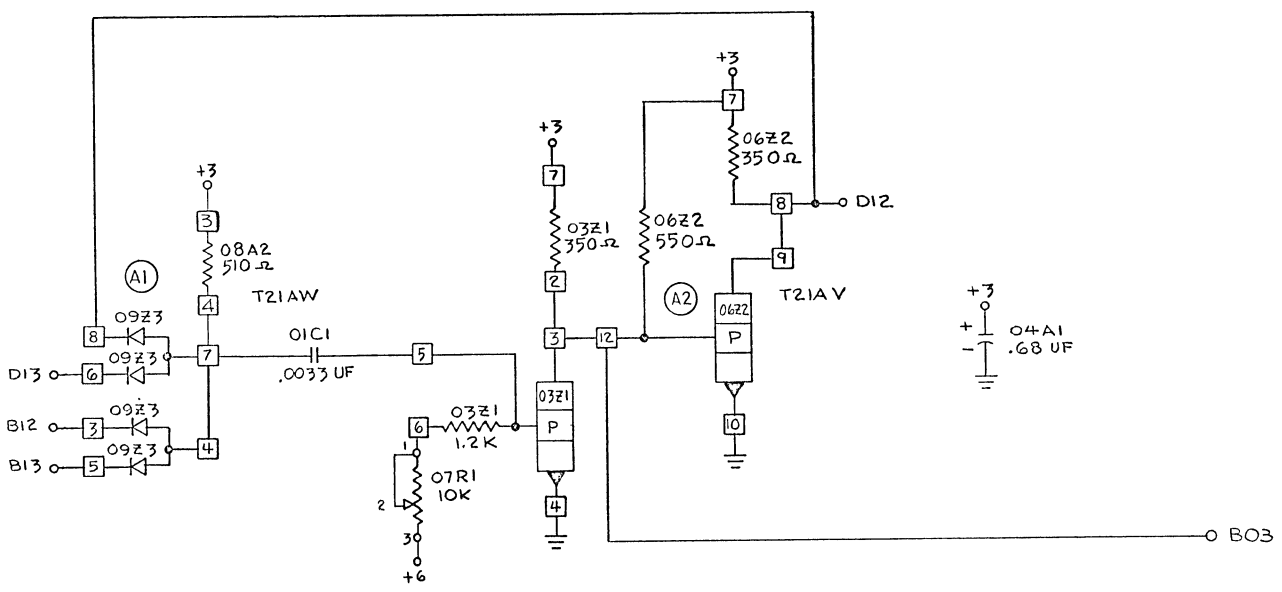 +3
7
06Z2
350Ω
+3
7
8
D12
+3
3
03Z1
350Ω
06Z2
550Ω
9
08A2
510Ω
A1
2
T21AW
4
A2
06Z2
T21AV
+3
09Z3
01C1
8
7
5
3
12
P
+
-
04A1
.68 UF
09Z3
D13
6
.0033 UF
03Z1
09Z3
B12
3
6
03Z1
1.2K
P
10
09Z3
4
1
B13
5
07R1
10K
2
4
3
B03
+6